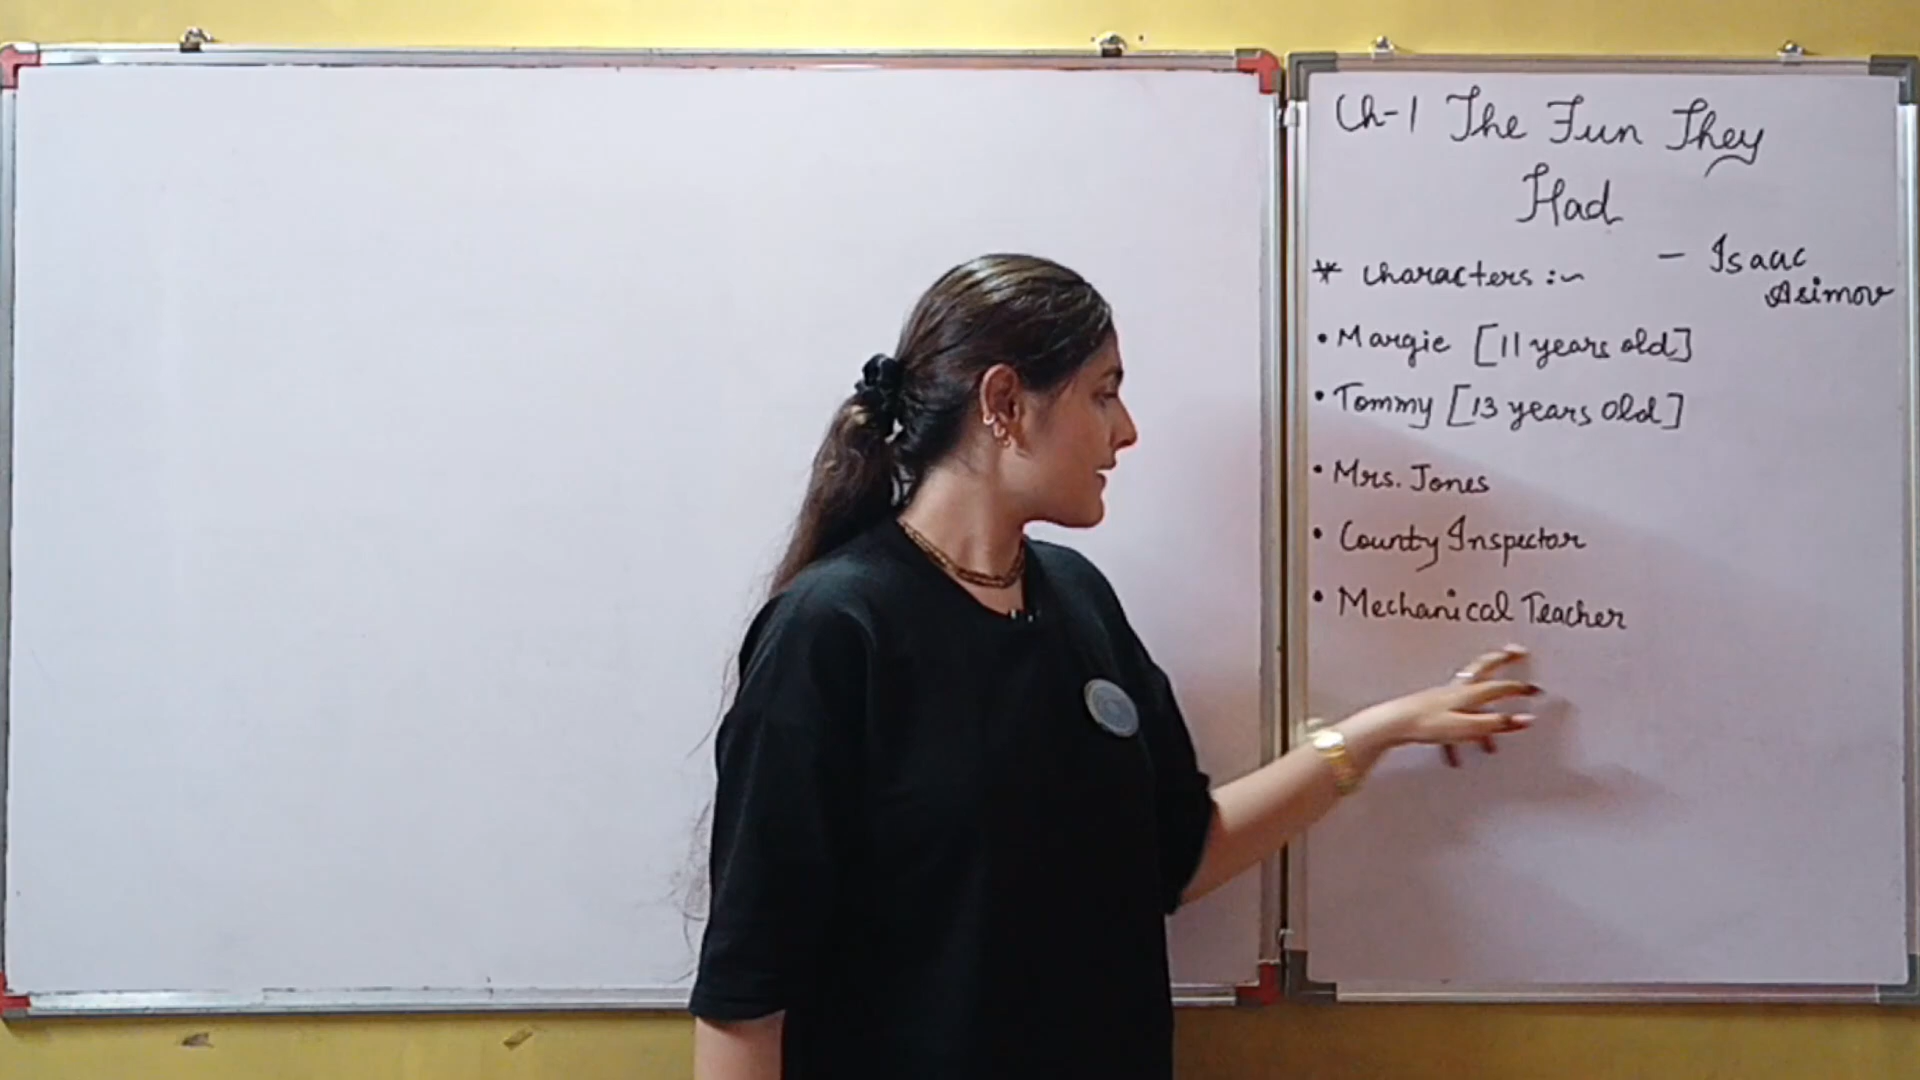 Ch-1 The Fun They
Had
- Isaac
Asimov
* Characters :-
• Margie [11 years old]
• Tommy [13 years old]
• Mrs. Jones
• County Inspector
• Mechanical Teacher